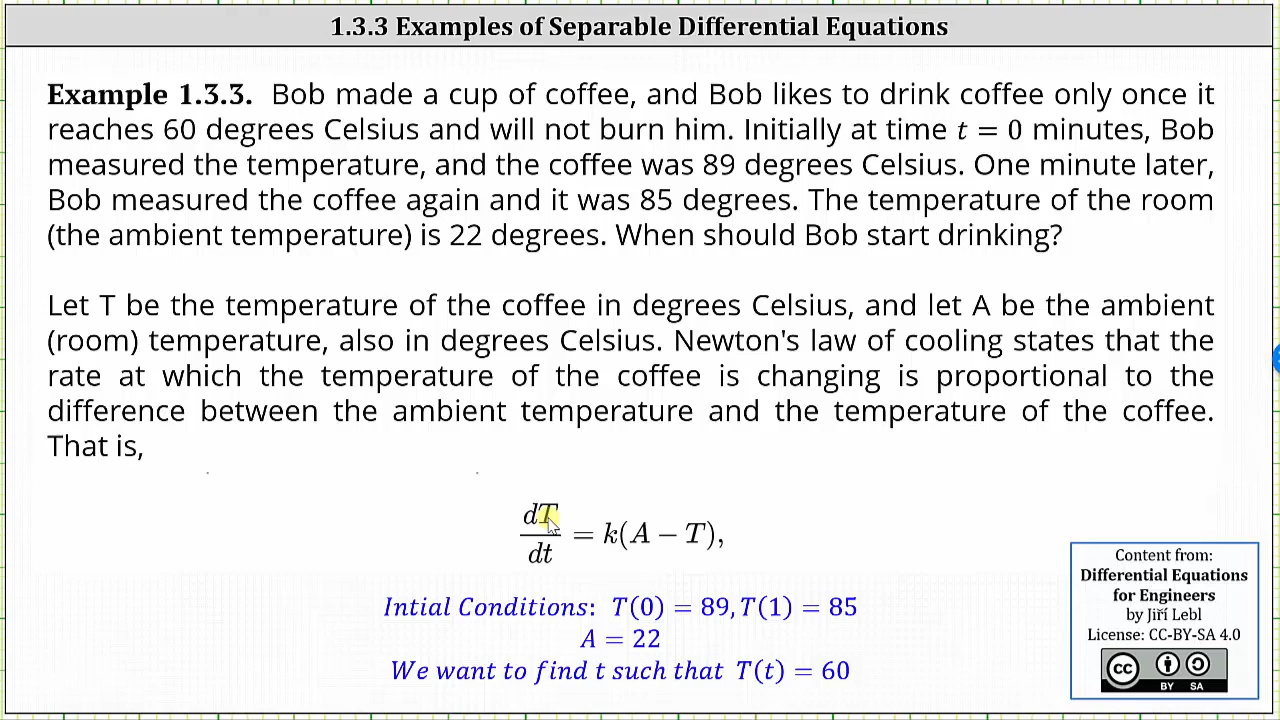 1.3.3 Examples of Separable Differential Equations
Example 1.3.3. Bob made a cup of coffee, and Bob likes to drink coffee only once it
reaches 60 degrees Celsius and will not burn him. Initially at time t = 0 minutes, Bob
measured the temperature, and the coffee was 89 degrees Celsius. One minute later,
Bob measured the coffee again and it was 85 degrees. The temperature of the room
(the ambient temperature) is 22 degrees. When should Bob start drinking?
Let T be the temperature of the coffee in degrees Celsius, and let A be the ambient
(room) temperature, also in degrees Celsius. Newton's law of cooling states that the
rate at which the temperature of the coffee is changing is proportional to the
difference between the ambient temperature and the temperature of the coffee.
That is,
dT/dt = k(A − T),
Intial Conditions: T(0) = 89, T(1) = 85
A = 22
We want to find t such that T(t) = 60
Content from:
Differential Equations
for Engineers
by Jiří Lebl
License: CC-BY-SA 4.0
cc BY SA